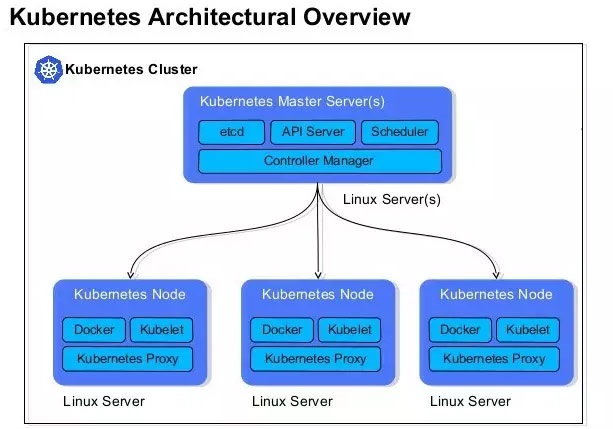 Kubernetes Architectural Overview
Kubernetes Cluster
Kubernetes Master Server(s)
etcd API Server Scheduler
Controller Manager
Linux Server(s)
Kubernetes Node Kubernetes Node Kubernetes Node
Docker Kubelet Docker Kubelet Docker Kubelet
Kubernetes Proxy Kubernetes Proxy Kubernetes Proxy
Linux Server Linux Server Linux Server